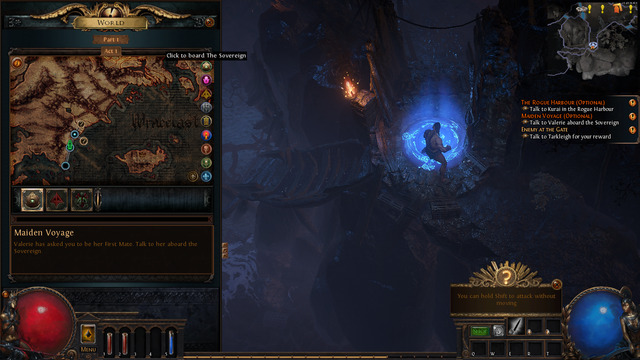 World
Part 1
Act 1
Click to board The Sovereign
Maiden Voyage
Valerie has asked you to be her First Mate. Talk to her aboard the
Sovereign
Menu
The Rogue Harbour (Optional)
Talk to Kurai in the Rogue Harbour
Maiden Voyage (Optional)
Talk to Valerie aboard the Sovereign
Enemy at the Gate
Talk to Tarkleigh for your reward
?
You can hold Shift to attack without
moving
Q W E R T